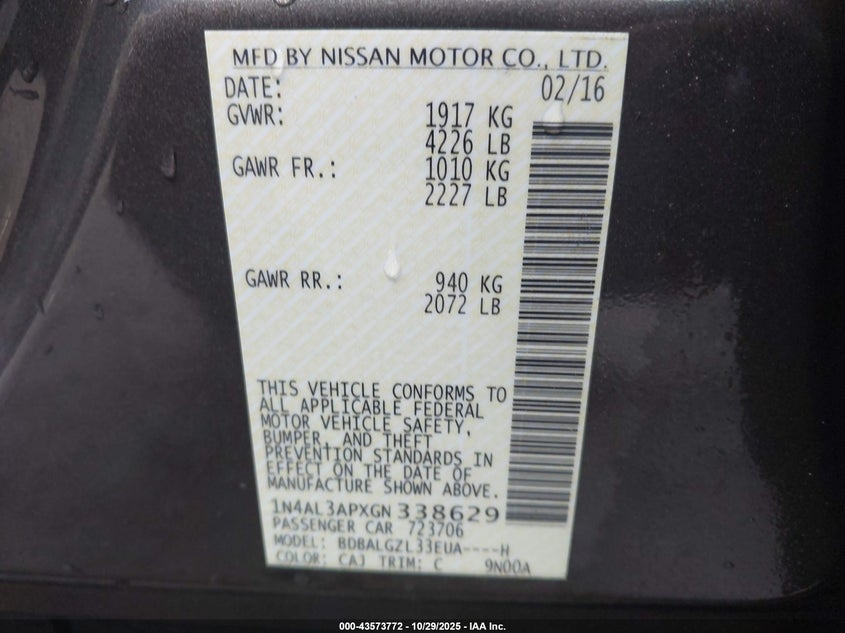 MFD BY NISSAN MOTOR CO., LTD.
DATE: 02/16
GVWR: 1917 KG
4226 LB
GAWR FR.: 1010 KG
2227 LB
GAWR RR.: 940 KG
2072 LB
THIS VEHICLE CONFORMS TO
ALL APPLICABLE FEDERAL
MOTOR VEHICLE SAFETY,
BUMPER, AND THEFT
PREVENTION STANDARDS IN
EFFECT ON THE DATE OF
MANUFACTURE SHOWN ABOVE.
1N4AL3APXGN338629
PASSENGER CAR 723706
MODEL: BDBALGZL33EUA----H
COLOR: CAJ TRIM: C 9N00A
000-43573772 - 10/29/2025 - IAA Inc.